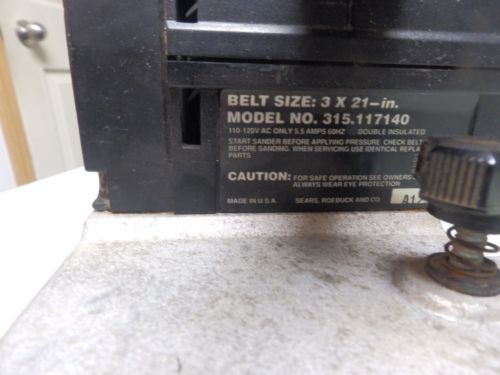 BELT SIZE: 3 X 21-in.
MODEL NO. 315.117140
110-120V AC ONLY 5.5 AMPS 60HZ DOUBLE INSULATED
START SANDER BEFORE APPLYING PRESSURE. CHECK BELT
BEFORE SANDING. WHEN SERVICING USE IDENTICAL
PARTS
CAUTION: FOR SAFE OPERATION SEE OWNERS
ALWAYS WEAR EYE PROTECTION
MADE IN U.S.A. SEARS, ROEBUCK AND CO.